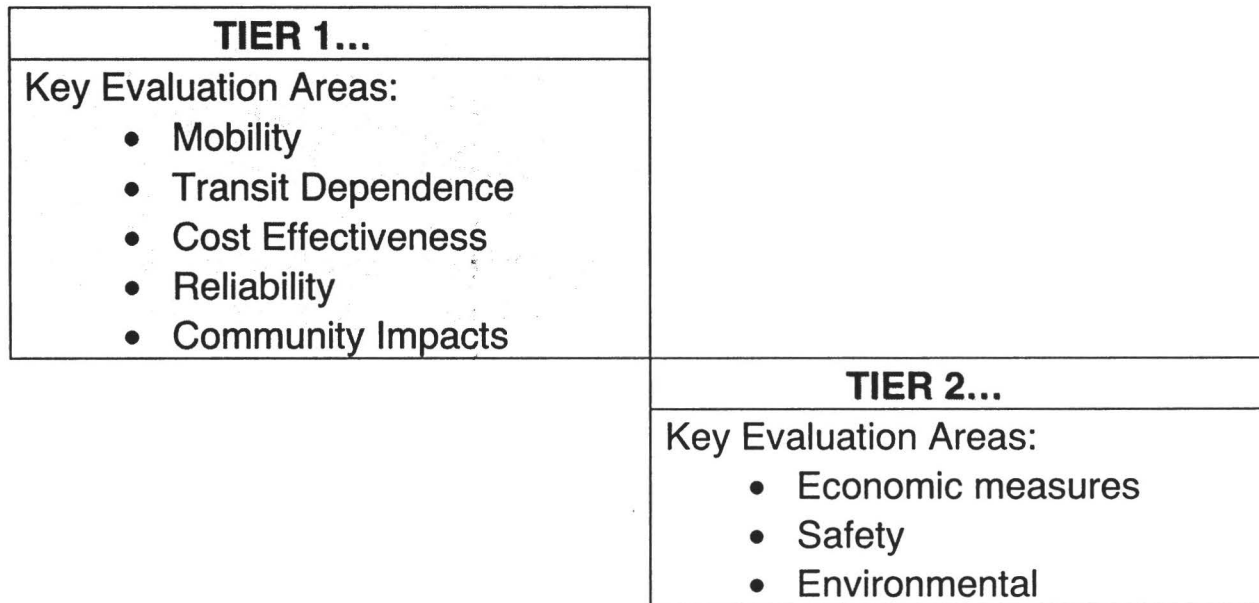 TIER 1...
Key Evaluation Areas:
• Mobility
• Transit Dependence
• Cost Effectiveness
• Reliability
• Community Impacts
TIER 2...
Key Evaluation Areas:
• Economic measures
• Safety
• Environmental